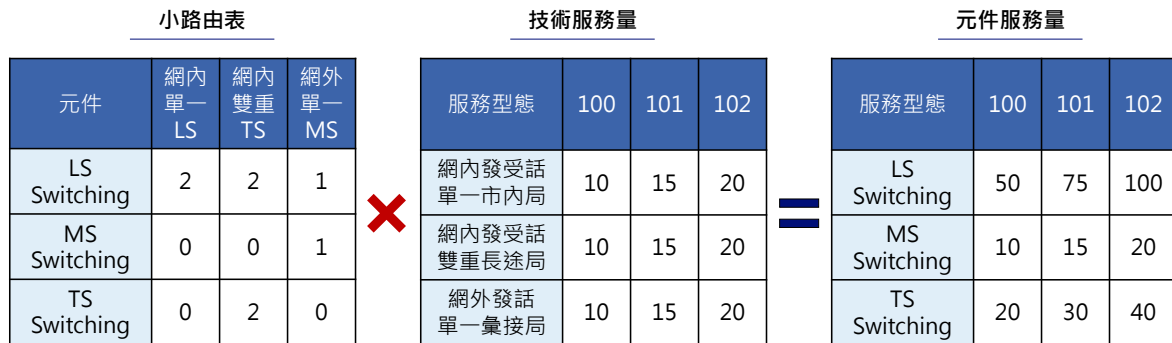 小路由表
技術服務量
元件服務量
元件
網內
單一
LS
網內
雙重
TS
網外
單一
MS
LS
Switching
2 2 1
MS
Switching
0 0 1
TS
Switching
0 2 0
服務型態 100 101 102
網內發受話
單一市內局
10 15 20
網內發受話
雙重長途局
10 15 20
網外發話
單一彙接局
10 15 20
服務型態 100 101 102
LS
Switching
50 75 100
MS
Switching
10 15 20
TS
Switching
20 30 40